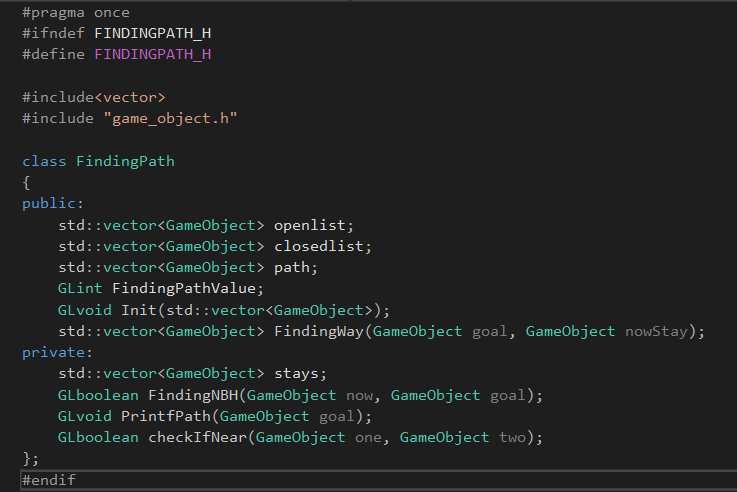 #pragma once
#ifndef FINDINGPATH_H
#define FINDINGPATH_H
#include<vector>
#include "game_object.h"
class FindingPath
{
public:
std::vector<GameObject> openlist;
std::vector<GameObject> closedlist;
std::vector<GameObject> path;
GLint FindingPathValue;
GLvoid Init(std::vector<GameObject>);
std::vector<GameObject> FindingWay(GameObject goal, GameObject nowStay);
private:
std::vector<GameObject> stays;
GLboolean FindingNBH(GameObject now, GameObject goal);
GLvoid PrintfPath(GameObject goal);
GLboolean checkIfNear(GameObject one, GameObject two);
};
#endif